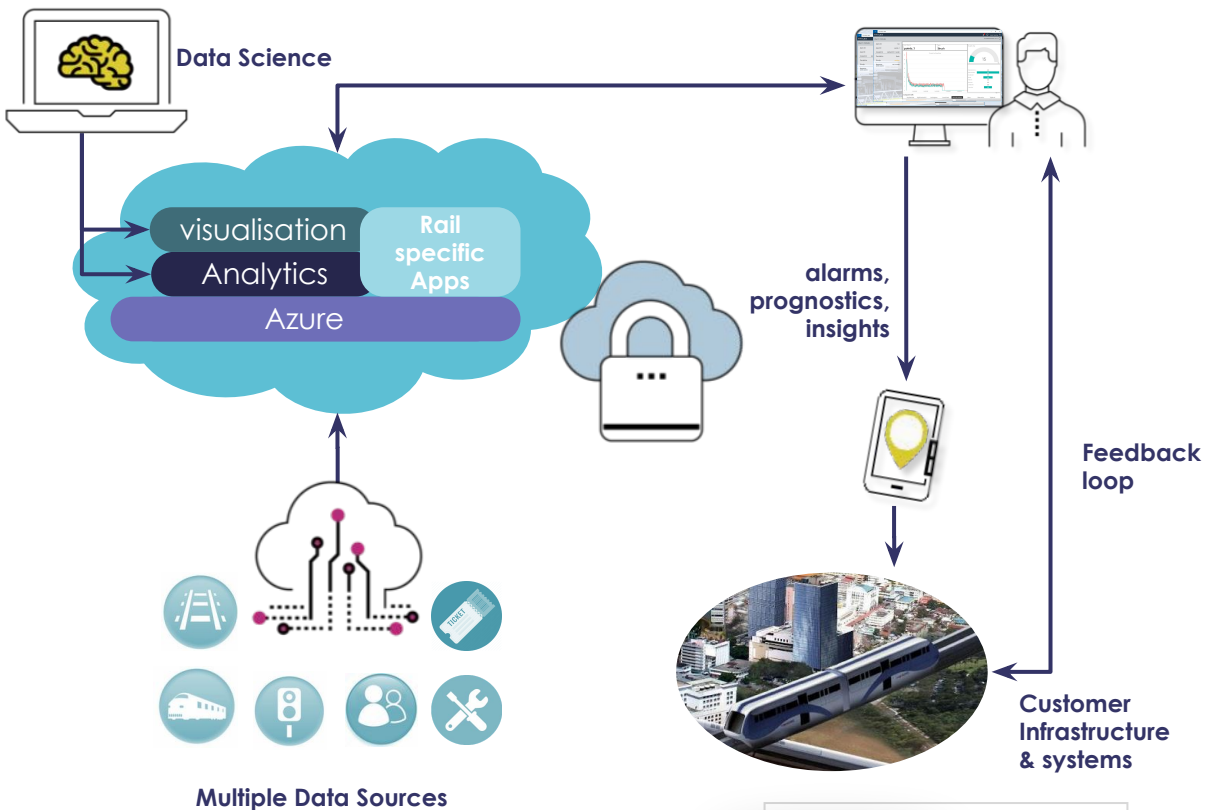 Data Science
visualisation
Analytics
Rail
specific
Apps
Azure
alarms,
prognostics,
insights
Feedback
loop
TICKET
Customer
Infrastructure
& systems
Multiple Data Sources